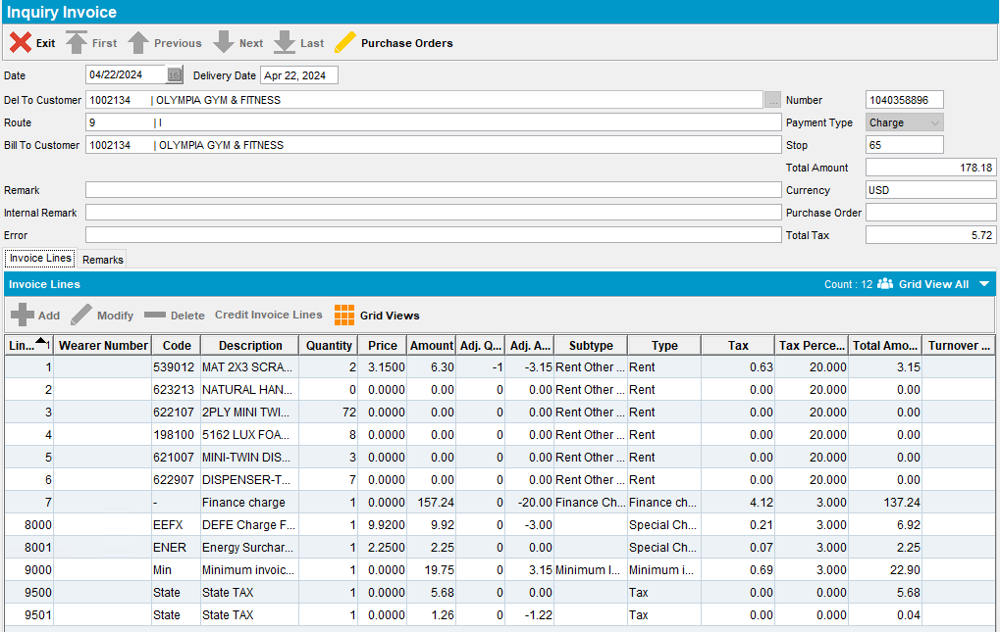 Inquiry Invoice
Exit First Previous Next Last Purchase Orders
Date 04/22/2024 16 Delivery Date Apr 22, 2024
Del To Customer 1002134 | OLYMPIA GYM & FITNESS ... Number 1040358896
Route 9 | I Payment Type Charge
Bill To Customer 1002134 | OLYMPIA GYM & FITNESS Stop 65
Total Amount 178.18
Remark Currency USD
Internal Remark Purchase Order
Error Total Tax 5.72
Invoice Lines Remarks
Invoice Lines Count : 12 Grid View All
Add Modify Delete Credit Invoice Lines Grid Views
Lin... 1 Wearer Number Code Description Quantity Price Amount Adj. Q... Adj. A... Subtype Type Tax Tax Perce... Total Amo... Turnover ...
1 539012 MAT 2X3 SCRA... 2 3.1500 6.30 -1 -3.15 Rent Other ... Rent 0.63 20.000 3.15
2 623213 NATURAL HAN... 0 0.0000 0.00 0 0.00 Rent Other ... Rent 0.00 20.000 0.00
3 622107 2PLY MINI TWI... 72 0.0000 0.00 0 0.00 Rent Other ... Rent 0.00 20.000 0.00
4 198100 5162 LUX FOA... 8 0.0000 0.00 0 0.00 Rent Other ... Rent 0.00 20.000 0.00
5 621007 MINI-TWIN DIS... 3 0.0000 0.00 0 0.00 Rent Other ... Rent 0.00 20.000 0.00
6 622907 DISPENSER-T... 7 0.0000 0.00 0 0.00 Rent Other ... Rent 0.00 20.000 0.00
7 - Finance charge 1 0.0000 157.24 0 -20.00 Finance Ch... Finance ch... 4.12 3.000 137.24
8000 EEFX DEFE Charge F... 1 9.9200 9.92 0 -3.00 Special Ch... 0.21 3.000 6.92
8001 ENER Energy Surchar... 1 2.2500 2.25 0 0.00 Special Ch... 0.07 3.000 2.25
9000 Min Minimum invoic... 1 0.0000 19.75 0 3.15 Minimum I... Minimum i... 0.69 3.000 22.90
9500 State State TAX 1 0.0000 5.68 0 0.00 Tax 0.00 0.000 5.68
9501 State State TAX 1 0.0000 1.26 0 -1.22 Tax 0.00 0.000 0.04